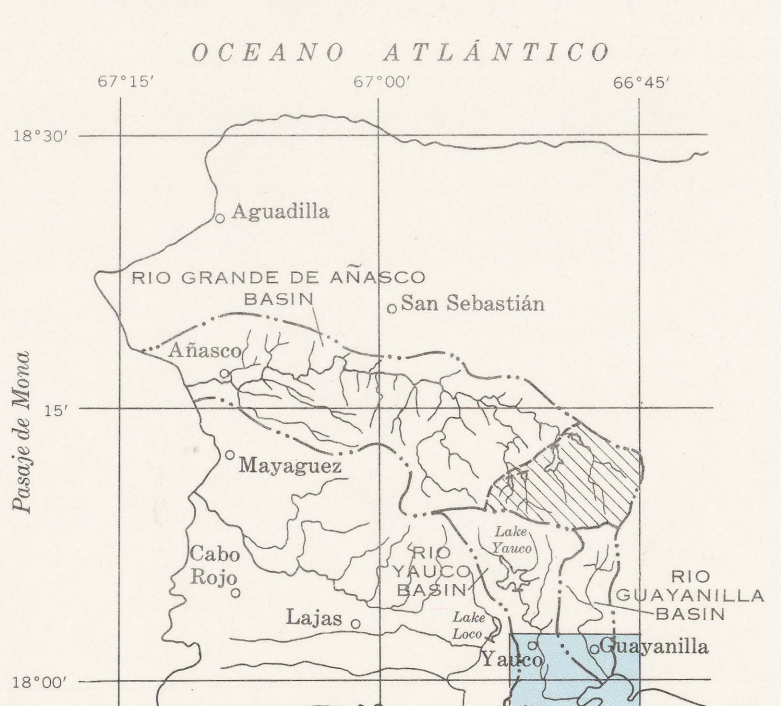 OCEANO ATLÁNTICO
67°15′ 67°00′ 66°45′
18°30′
Aguadilla
RIO GRANDE DE AÑASCO
BASIN
San Sebastián
Añasco
15′
Pasaje de Mona
Mayaguez
Lake
Yauco
Cabo
Rojo
RIO
YAUCO
BASIN
RIO
GUAYANILLA
BASIN
Lajas
Lake
Loco
Yauco
Guayanilla
18°00′